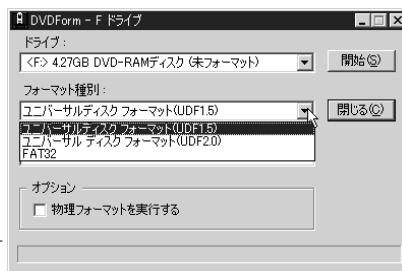 DVDForm - F ドライブ
ドライブ：
<F:> 4.27GB DVD-RAMディスク (未フォーマット)
開始(S)
フォーマット種別：
ユニバーサルディスク フォーマット(UDF1.5)
閉じる(C)
ユニバーサルディスク フォーマット(UDF1.5)
ユニバーサル ディスク フォーマット(UDF2.0)
FAT32
オプション
物理フォーマットを実行する